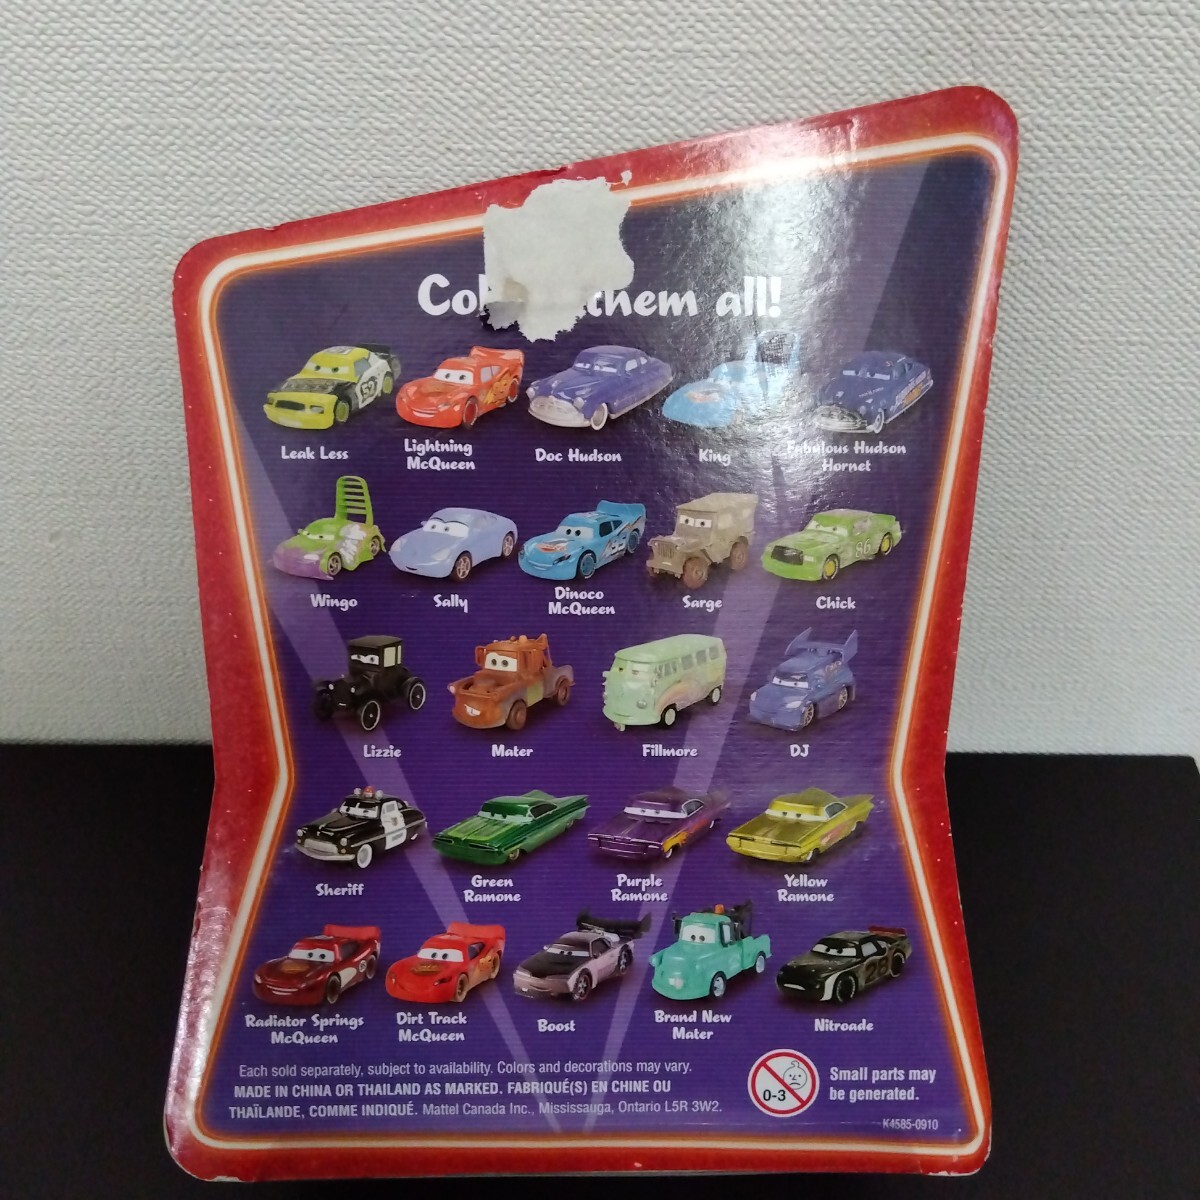 all!
52
Leak Less
Lightning
McQueen
Doc Hudson
King
Fabulous Hudson
Hornet
86
Wingo
Sally
Dinoco
McQueen
Sarge
Chick
Lizzie
Mater
Fillmore
DJ
Sheriff
Green
Ramone
Purple
Ramone
Yellow
Ramone
28
Radiator Springs
McQueen
Dirt Track
McQueen
Boost
Brand New
Mater
Nitroade
Each sold separately, subject to availability. Colors and decorations may vary.
MADE IN CHINA OR THAILAND AS MARKED. FABRIQUÉ(S) EN CHINE OU
THAÏLANDE, COMME INDIQUÉ. Mattel Canada Inc., Mississauga, Ontario L5R 3W2.
0-3
Small parts may
be generated.
K4585-0910